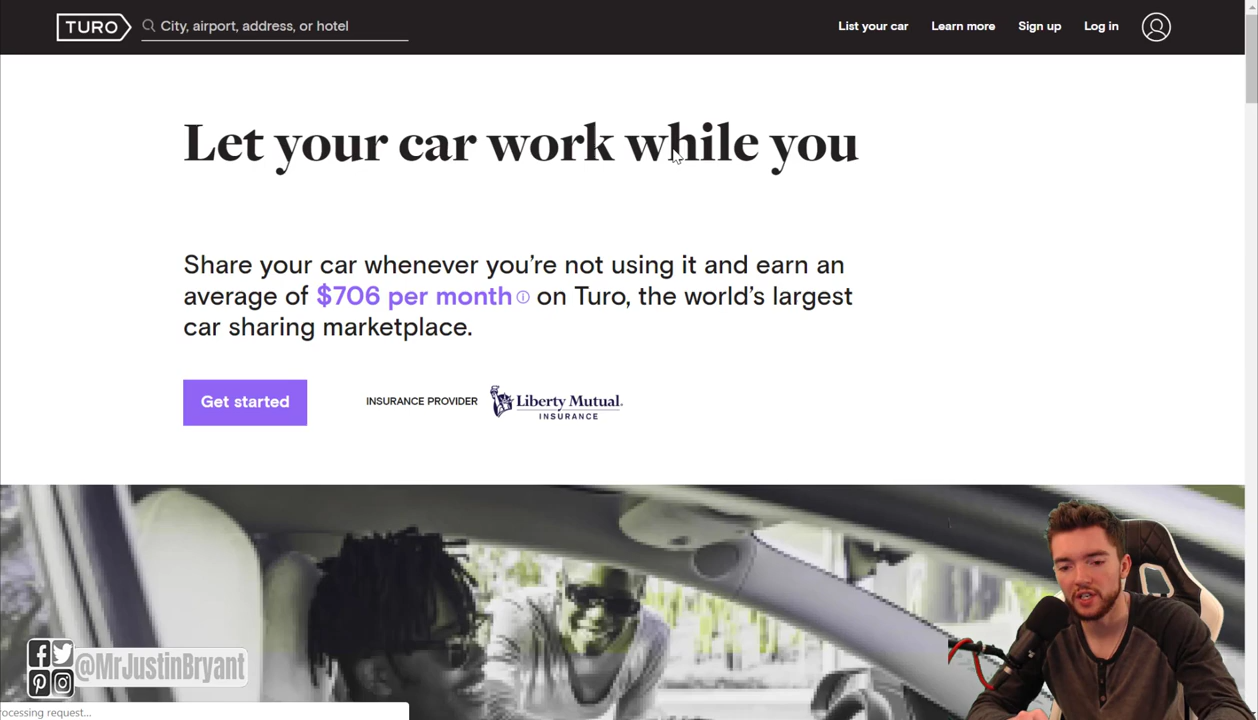 TURO
City, airport, address, or hotel
List your car
Learn more
Sign up
Log in
Let your car work while you
Share your car whenever you're not using it and earn an
average of $706 per month on Turo, the world's largest
car sharing marketplace.
Get started
INSURANCE PROVIDER
Liberty Mutual.
INSURANCE
@MrJustinBryant
rocessing request...